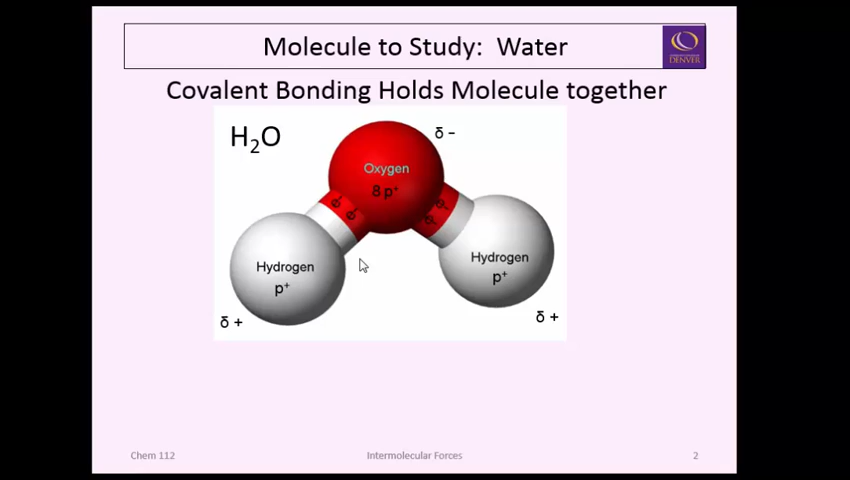 Molecule to Study: Water
DENVER
Covalent Bonding Holds Molecule together
H₂O
δ −
Oxygen
8 p⁺
e⁻ e⁻
e⁻ e⁻
Hydrogen
p⁺
Hydrogen
p⁺
δ +
δ +
Chem 112
Intermolecular Forces
2